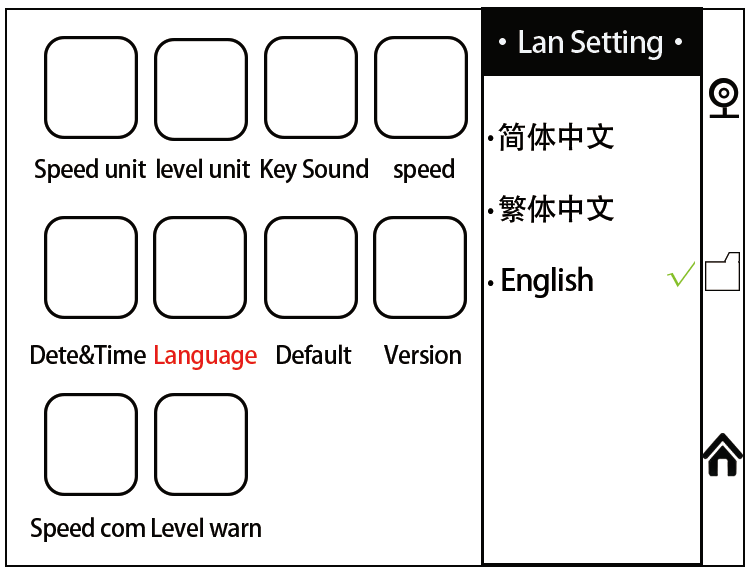 · Lan Setting ·
Speed unit level unit Key Sound speed
Dete&Time Language Default Version
Speed com Level warn
· 简体中文
· 繁体中文
· English